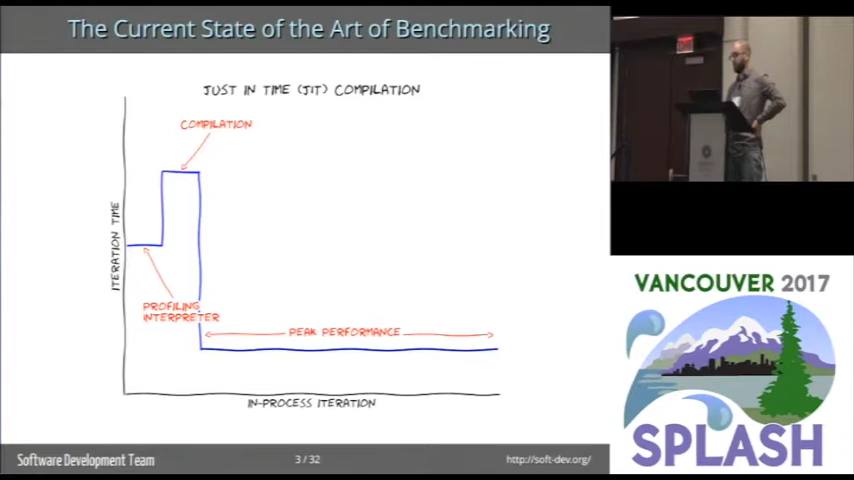 The Current State of the Art of Benchmarking
JUST IN TIME (JIT) COMPILATION
COMPILATION
ITERATION TIME
PROFILING
INTERPRETER
PEAK PERFORMANCE
IN-PROCESS ITERATION
Software Development Team
3 / 32
http://soft-dev.org/
VANCOUVER 2017
SPLASH